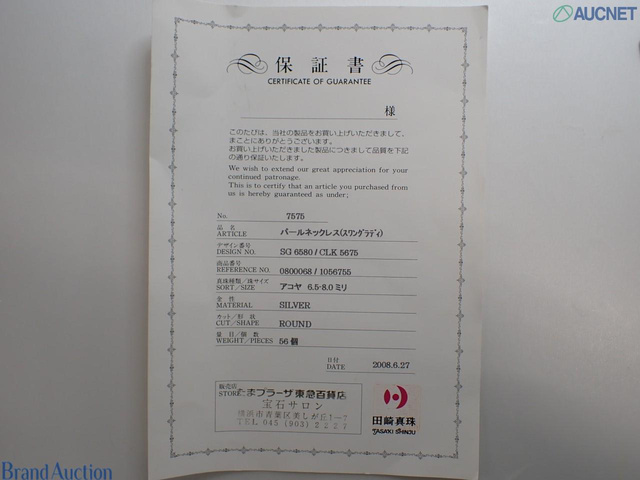 AUCNET
保証書
CERTIFICATE OF GUARANTEE
様
このたびは、当社の製品をお買い上げいただきまして、
まことにありがとうございます。
お買い上げいただきました製品につきまして品質を下記
の通り保証いたします。
We wish to extend our great appreciation for your
continued patronage.
This is to certify that an article you purchased from
us is hereby guaranteed as under;
No. 7575
品名
ARTICLE パールネックレス(スワングラディ)
デザイン番号
DESIGN NO. SG 6580 / CLK 5675
商品番号
REFERENCE NO. 0800068 / 1056755
真珠種類/珠サイズ
SORT/SIZE アコヤ 6.5-8.0 ミリ
金性
MATERIAL SILVER
カット/形状
CUT/SHAPE ROUND
量目/個数
WEIGHT/PIECES 56個
日付
DATE 2008.6.27
販売店
STORE たまプラーザ東急百貨店
宝石サロン
横浜市青葉区美しが丘1-7
TEL 045 (903) 2227
田崎真珠
TASAKI SHINJU
Brand Auction